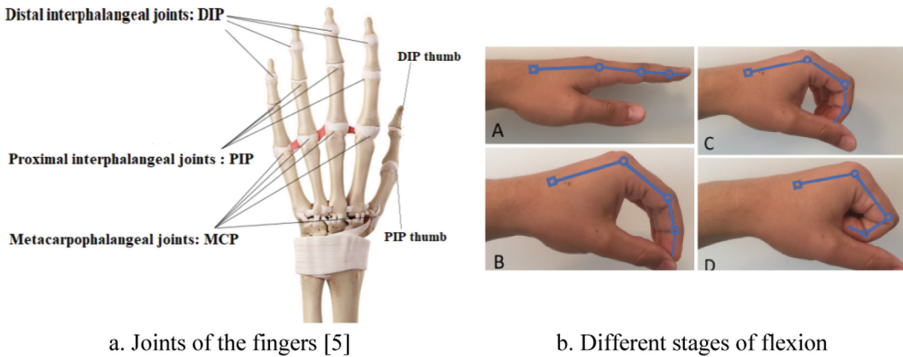 Distal interphalangeal joints: DIP
DIP thumb
Proximal interphalangeal joints : PIP
Metacarpophalangeal joints: MCP
PIP thumb
A
C
B
D
a. Joints of the fingers [5]
b. Different stages of flexion